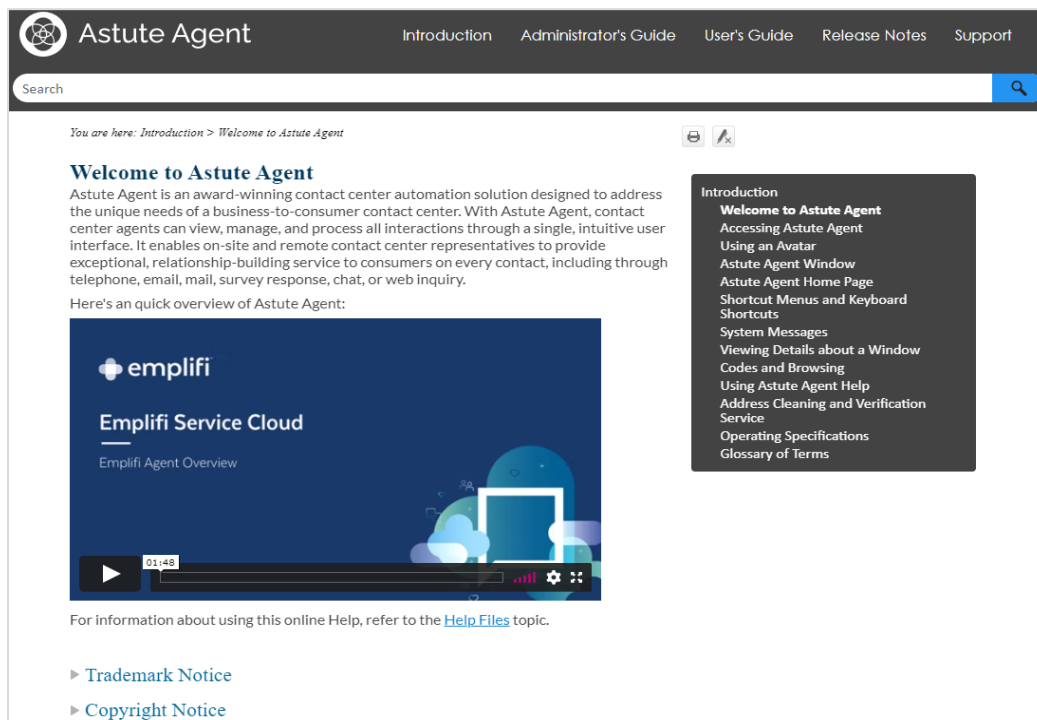 Astute Agent
Introduction Administrator's Guide User's Guide Release Notes Support
Search
You are here: Introduction > Welcome to Astute Agent
Welcome to Astute Agent
Astute Agent is an award-winning contact center automation solution designed to address
the unique needs of a business-to-consumer contact center. With Astute Agent, contact
center agents can view, manage, and process all interactions through a single, intuitive user
interface. It enables on-site and remote contact center representatives to provide
exceptional, relationship-building service to consumers on every contact, including through
telephone, email, mail, survey response, chat, or web inquiry.
Here's an quick overview of Astute Agent:
emplifi
Emplifi Service Cloud
Emplifi Agent Overview
01:48
For information about using this online Help, refer to the Help Files topic.
Trademark Notice
Copyright Notice
Introduction
Welcome to Astute Agent
Accessing Astute Agent
Using an Avatar
Astute Agent Window
Astute Agent Home Page
Shortcut Menus and Keyboard
Shortcuts
System Messages
Viewing Details about a Window
Codes and Browsing
Using Astute Agent Help
Address Cleaning and Verification
Service
Operating Specifications
Glossary of Terms